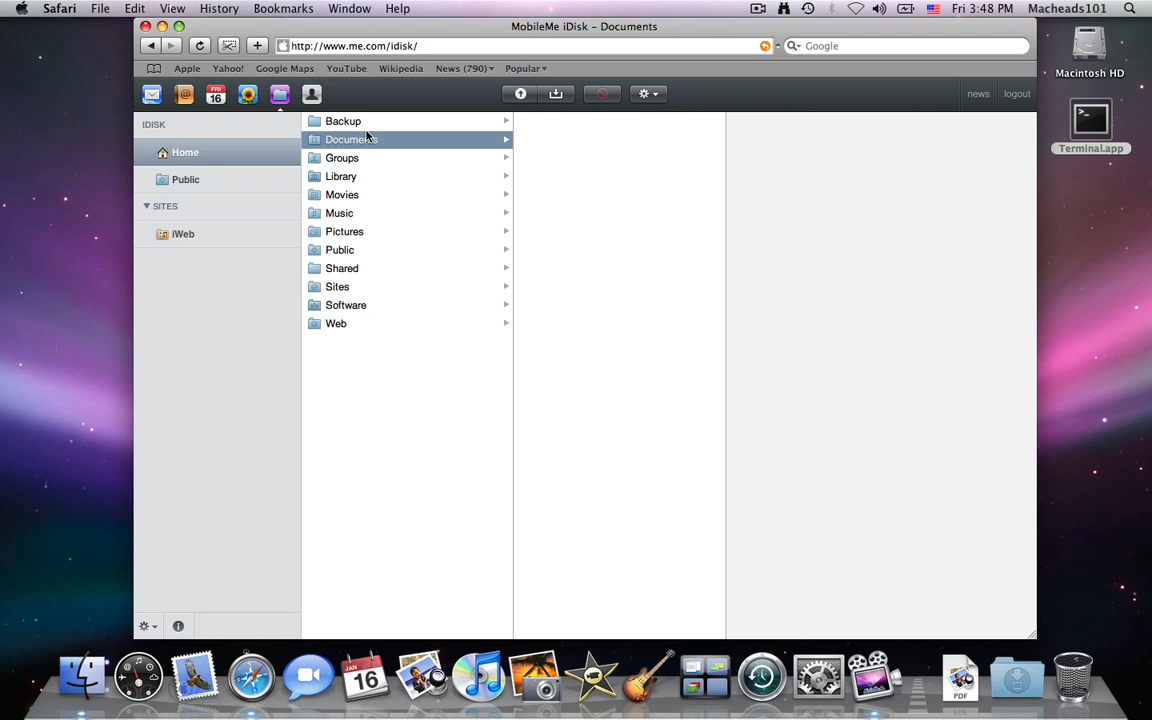 Safari File Edit View History Bookmarks Window Help Fri 3:48 PM Macheads101
MobileMe iDisk – Documents
http://www.me.com/idisk/ Google
Apple Yahoo! Google Maps YouTube Wikipedia News (790) Popular
FRI
16
news logout
IDISK
Home
Public
SITES
iWeb
Backup
Documents
Groups
Library
Movies
Music
Pictures
Public
Shared
Sites
Software
Web
Macintosh HD
Terminal.app
JAN
16
PDF